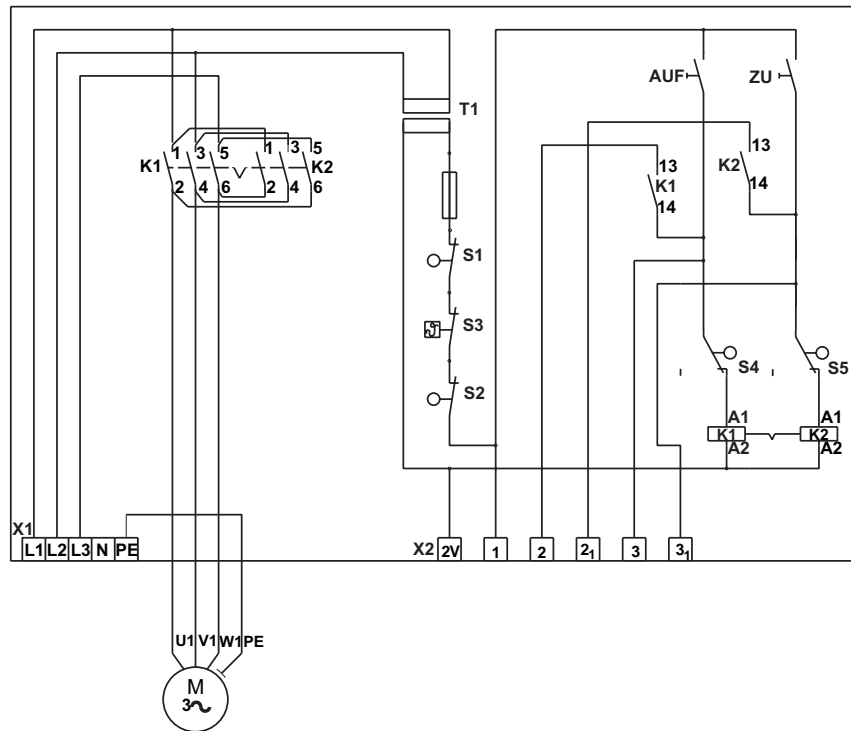 AUF ZU
T1
1 3 5 1 3 5
K1 K2
2 4 6 2 4 6
13
K2
14
13
K1
14
S1
S3
ϑ
S2
S4 S5
A1 A1
K1 K2
A2 A2
X1
L1 L2 L3 N PE
X2 2V 1 2 2₁ 3 3₁
U1 V1 W1 PE
M
3~